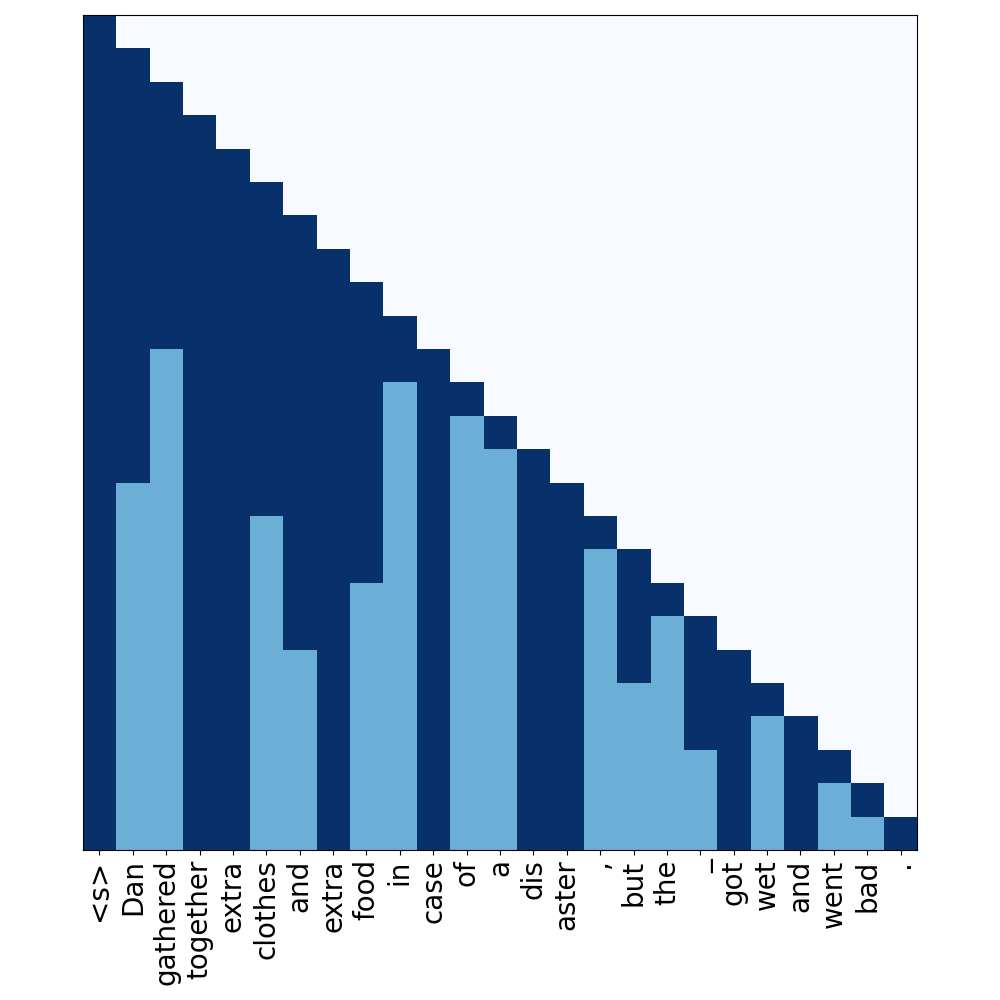 <s>
Dan
gathered
together
extra
clothes
and
extra
food
in
case
of
a
dis
aster
,
but
the
_
got
wet
and
went
bad
.